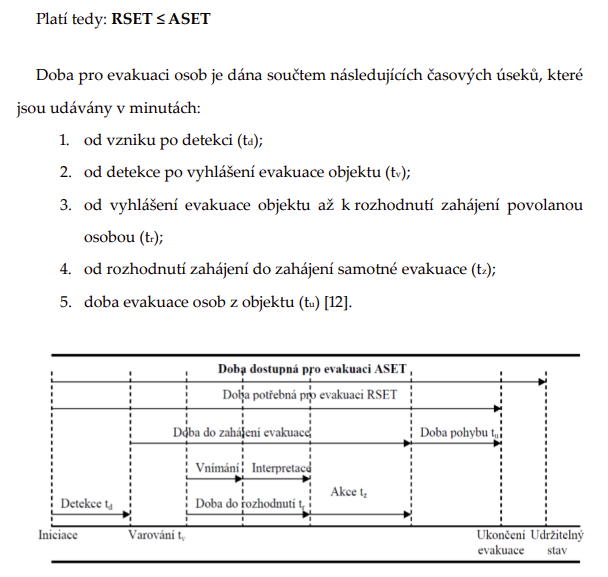 Platí tedy: RSET ≤ ASET
Doba pro evakuaci osob je dána součtem následujících časových úseků, které
jsou udávány v minutách:
1. od vzniku po detekci (td);
2. od detekce po vyhlášení evakuace objektu (tv);
3. od vyhlášení evakuace objektu až k rozhodnutí zahájení povolanou
osobou (tr);
4. od rozhodnutí zahájení do zahájení samotné evakuace (tz);
5. doba evakuace osob z objektu (tu) [12].
Doba dostupná pro evakuaci ASET
Doba potřebná pro evakuaci RSET
Doba do zahájení evakuace
Doba pohybu tu
Vnímání
Interpretace
Akce tz
Detekce td
Doba do rozhodnutí tr
Iniciace
Varování tv
Ukončení
evakuace
Udržitelný
stav